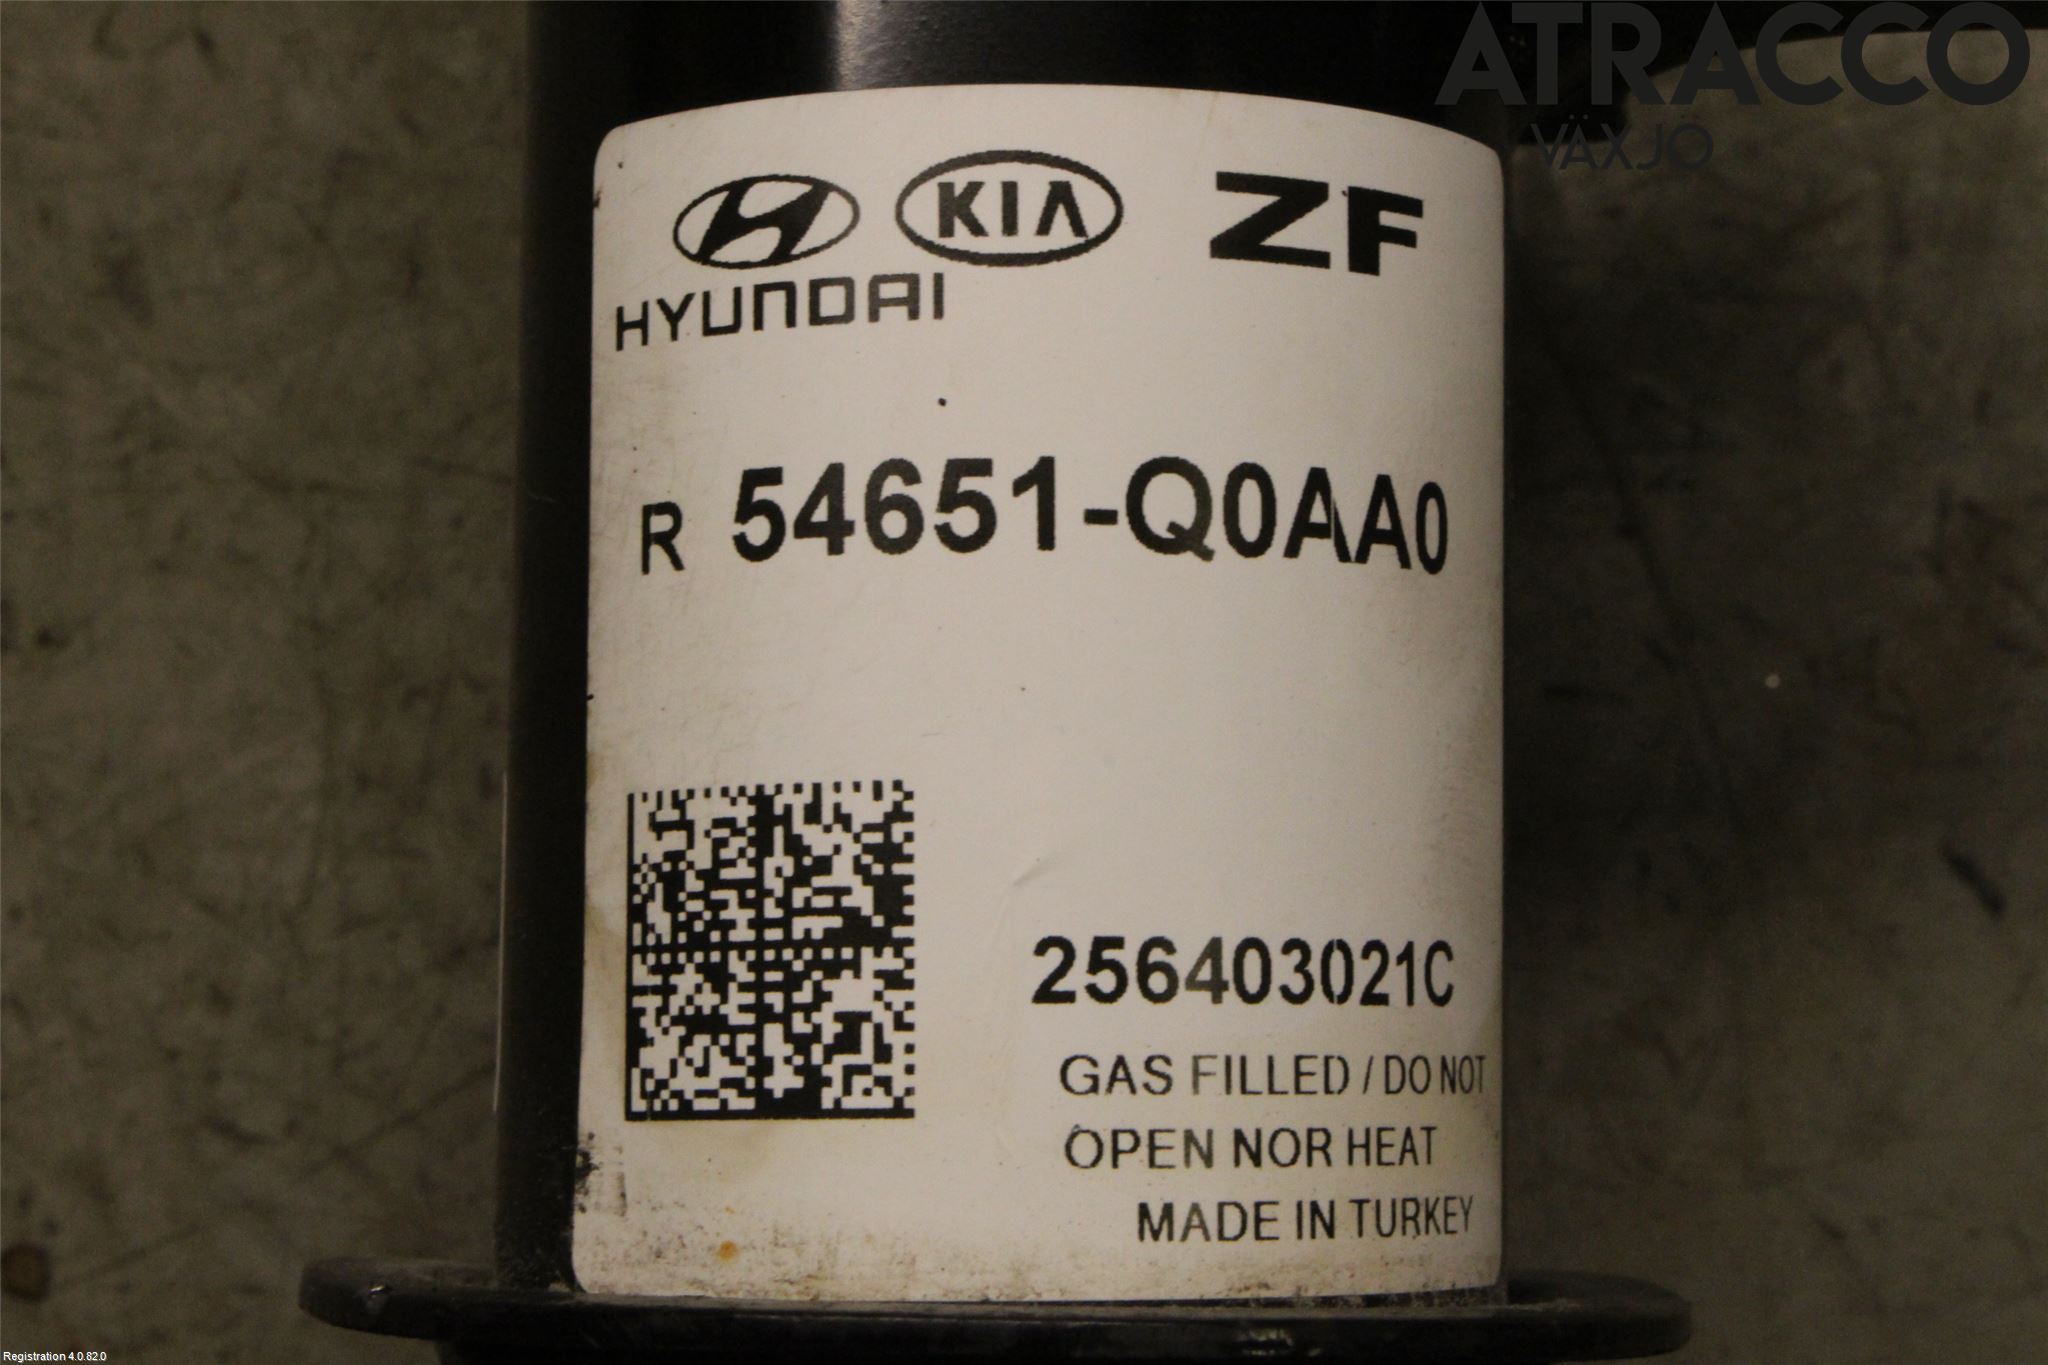 ATRACCO
VÄXJÖ
KIA ZF
HYUNDAI
R 54651-Q0AA0
256403021C
GAS FILLED / DO NOT
OPEN NOR HEAT
MADE IN TURKEY
Registration 4.0.82.0